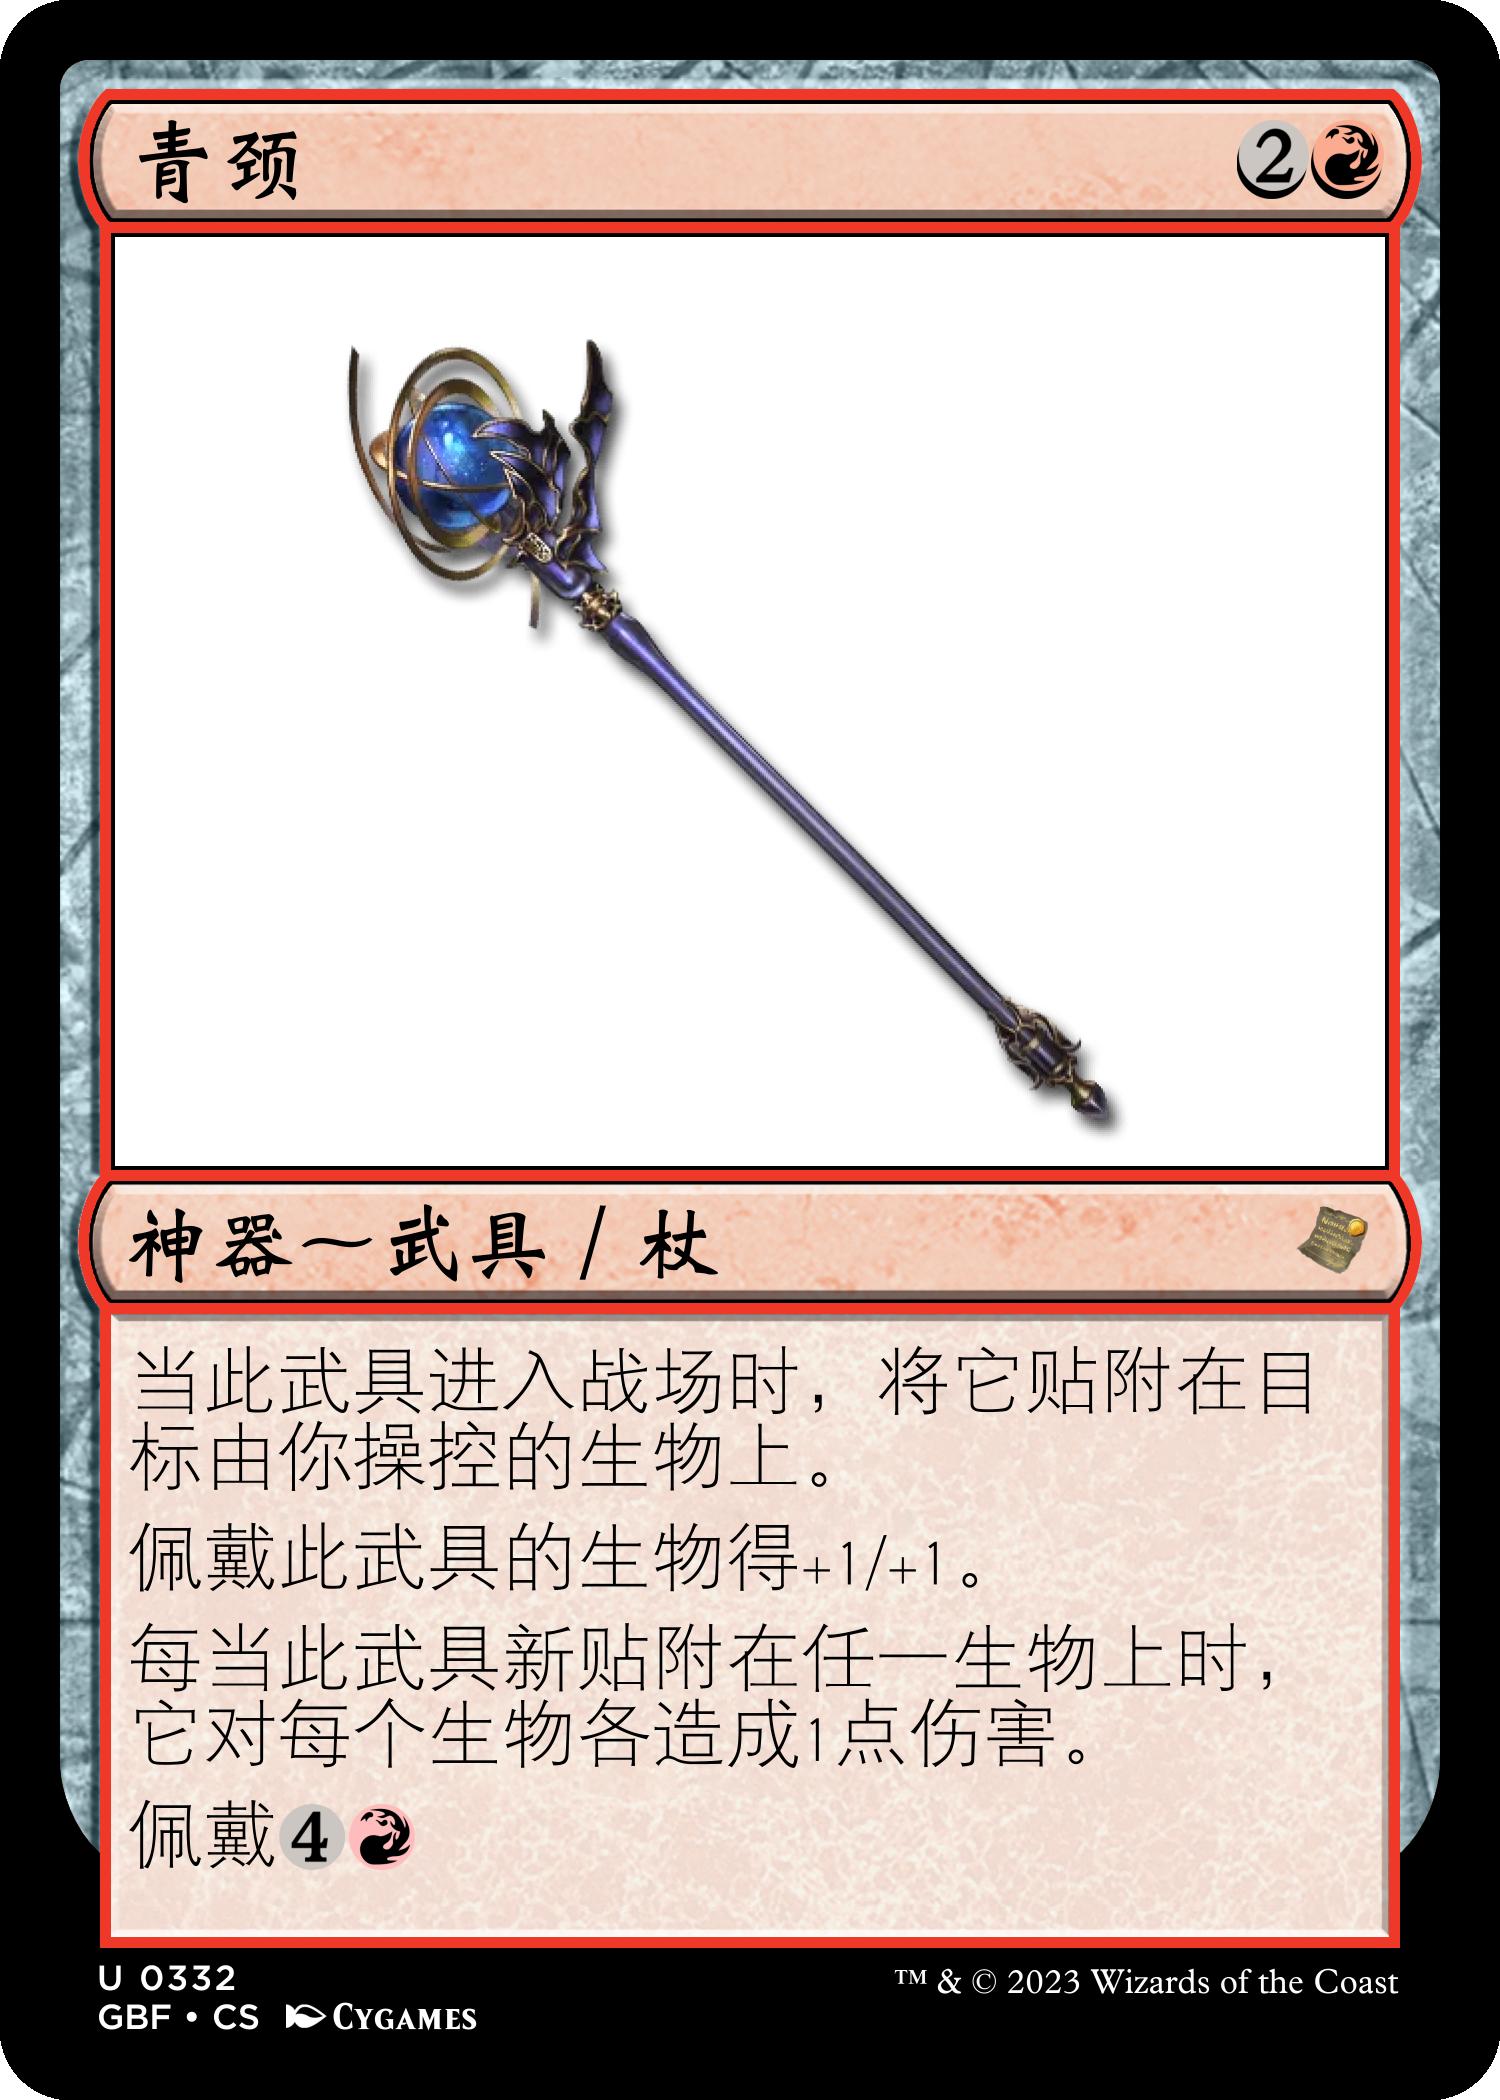 青颈 2
神器～武具／杖
当此武具进入战场时，将它贴附在目
标由你操控的生物上。
佩戴此武具的生物得+1/+1。
每当此武具新贴附在任一生物上时，
它对每个生物各造成1点伤害。
佩戴4
U 0332
GBF • CS CYGAMES
™ & © 2023 Wizards of the Coast